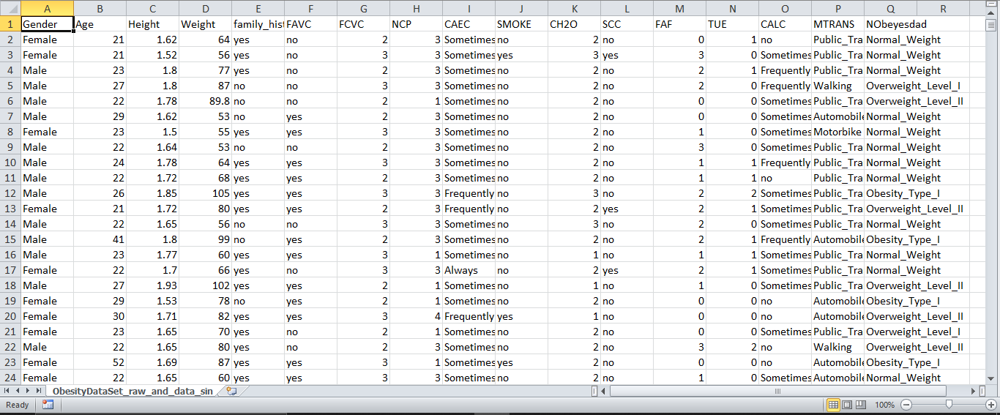 A B C D E F G H I J K L M N O P Q R
1 Gender Age Height Weight family_hist FAVC FCVC NCP CAEC SMOKE CH2O SCC FAF TUE CALC MTRANS NObeyesdad
2 Female 21 1.62 64 yes no 2 3 Sometimes no 2 no 0 1 no Public_Tra Normal_Weight
3 Female 21 1.52 56 yes no 3 3 Sometimes yes 3 yes 3 0 Sometimes Public_Tra Normal_Weight
4 Male 23 1.8 77 yes no 2 3 Sometimes no 2 no 2 1 Frequently Public_Tra Normal_Weight
5 Male 27 1.8 87 no no 3 3 Sometimes no 2 no 2 0 Frequently Walking Overweight_Level_I
6 Male 22 1.78 89.8 no no 2 1 Sometimes no 2 no 0 0 Sometimes Public_Tra Overweight_Level_II
7 Male 29 1.62 53 no yes 2 3 Sometimes no 2 no 0 0 Sometimes Automobile Normal_Weight
8 Female 23 1.5 55 yes yes 3 3 Sometimes no 2 no 1 0 Sometimes Motorbike Normal_Weight
9 Male 22 1.64 53 no no 2 3 Sometimes no 2 no 3 0 Sometimes Public_Tra Normal_Weight
10 Male 24 1.78 64 yes yes 3 3 Sometimes no 2 no 1 1 Frequently Public_Tra Normal_Weight
11 Male 22 1.72 68 yes yes 2 3 Sometimes no 2 no 1 1 no Public_Tra Normal_Weight
12 Male 26 1.85 105 yes yes 3 3 Frequently no 3 no 2 2 Sometimes Public_Tra Obesity_Type_I
13 Female 21 1.72 80 yes yes 2 3 Frequently no 2 yes 2 1 Sometimes Public_Tra Overweight_Level_II
14 Male 22 1.65 56 no no 3 3 Sometimes no 3 no 2 0 Sometimes Public_Tra Normal_Weight
15 Male 41 1.8 99 no yes 2 3 Sometimes no 2 no 2 1 Frequently Automobile Obesity_Type_I
16 Male 23 1.77 60 yes yes 3 1 Sometimes no 1 no 1 1 Sometimes Public_Tra Normal_Weight
17 Female 22 1.7 66 yes no 3 3 Always no 2 yes 2 1 Sometimes Public_Tra Normal_Weight
18 Male 27 1.93 102 yes yes 2 1 Sometimes no 1 no 1 0 Sometimes Public_Tra Overweight_Level_II
19 Female 29 1.53 78 no yes 2 1 Sometimes no 2 no 0 0 no Automobile Obesity_Type_I
20 Female 30 1.71 82 yes yes 3 4 Frequently yes 1 no 0 0 no Automobile Overweight_Level_II
21 Female 23 1.65 70 yes no 2 1 Sometimes no 2 no 0 0 Sometimes Public_Tra Overweight_Level_I
22 Male 22 1.65 80 yes no 2 3 Sometimes no 2 no 3 2 no Walking Overweight_Level_II
23 Female 52 1.69 87 yes yes 3 1 Sometimes yes 2 no 0 0 no Automobile Obesity_Type_I
24 Female 22 1.65 60 yes yes 3 3 Sometimes no 2 no 1 0 Sometimes Automobile Normal_Weight
ObesityDataSet_raw_and_data_sin
Ready 100%